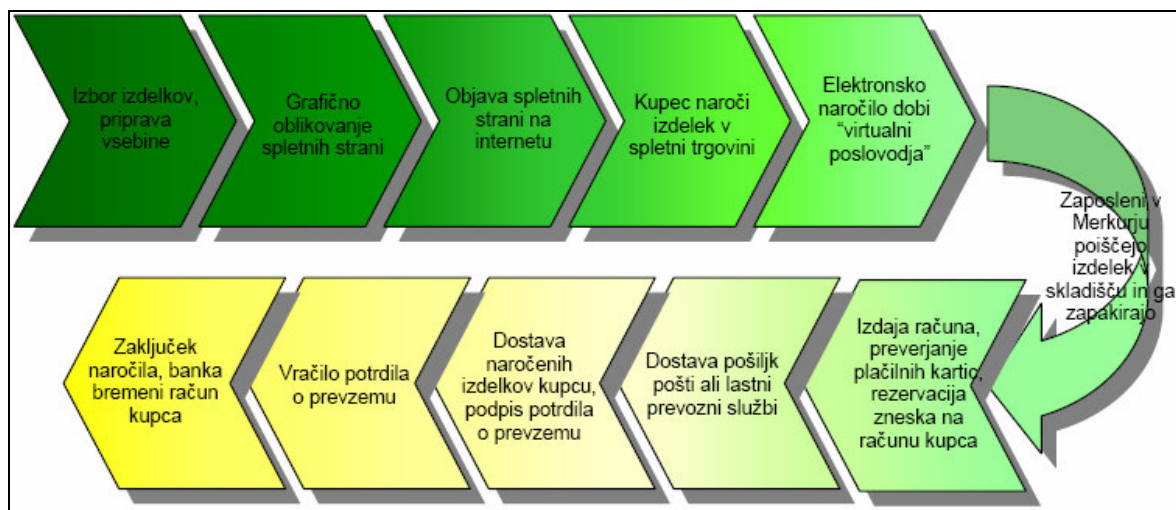 Izbor izdelkov,
priprava
vsebine
Grafično
oblikovanje
spletnih strani
Objava spletnih
strani na
internetu
Kupec naroči
izdelek v
spletni trgovini
Elektronsko
naročilo dobi
“virtualni
poslovodja”
Zaposleni v
Merkurju
poiščejo
izdelek v
skladišču in ga
zapakirajo
Izdaja računa,
preverjanje
plačilnih kartic,
rezervacija
zneska na
računu kupca
Dostava pošiljk
pošti ali lastni
prevozni službi
Dostava
naročenih
izdelkov kupcu,
podpis potrdila
o prevzemu
Vračilo potrdila
o prevzemu
Zaključek
naročila, banka
bremeni račun
kupca